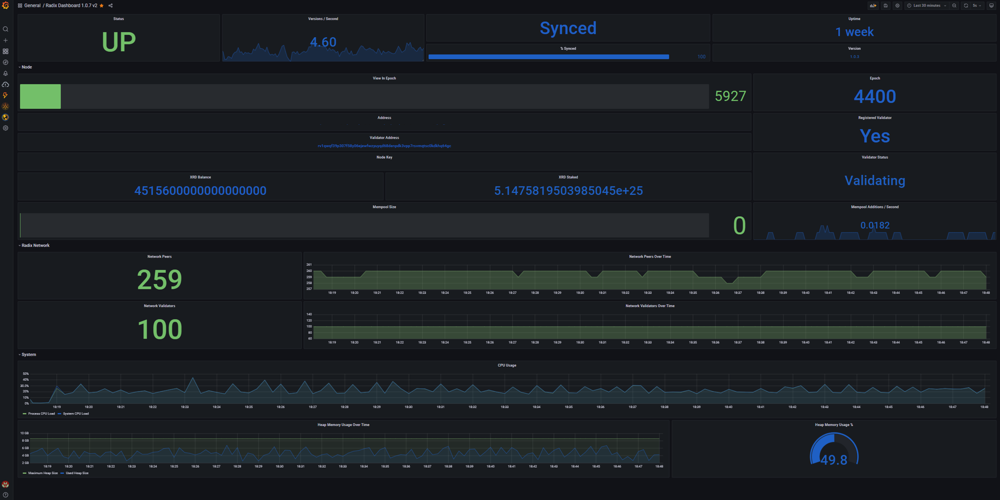 General / Radix Dashboard 1.0.7 v2
Last 30 minutes
5s
Status
UP
Versions / Second
4.60
Synced
% Synced
100
Uptime
1 week
Version
1.0.3
Node
View In Epoch
5927
Epoch
4400
Address
Registered Validator
Yes
Validator Address
Node Key
Validator Status
Validating
XRD Balance
4515600000000000000
XRD Staked
5.1475819503985045e+25
Mempool Size
0
Mempool Additions / Second
0.0182
Radix Network
Network Peers
259
Network Peers Over Time
261
260
259
258
257
18:19 18:20 18:21 18:22 18:23 18:24 18:25 18:26 18:27 18:28 18:29 18:30 18:31 18:32 18:33 18:34 18:35 18:36 18:37 18:38 18:39 18:40 18:41 18:42 18:43 18:44 18:45 18:46 18:47 18:48
Network Validators
100
Network Validators Over Time
140
120
100
80
60
18:19 18:20 18:21 18:22 18:23 18:24 18:25 18:26 18:27 18:28 18:29 18:30 18:31 18:32 18:33 18:34 18:35 18:36 18:37 18:38 18:39 18:40 18:41 18:42 18:43 18:44 18:45 18:46 18:47 18:48
System
CPU Usage
50%
40%
30.0%
20%
10%
0%
18:19 18:20 18:21 18:22 18:23 18:24 18:25 18:26 18:27 18:28 18:29 18:30 18:31 18:32 18:33 18:34 18:35 18:36 18:37 18:38 18:39 18:40 18:41 18:42 18:43 18:44 18:45 18:46 18:47 18:48
Process CPU Load System CPU Load
Heap Memory Usage Over Time
10 GB
8 GB
6 GB
4 GB
2 GB
18:19 18:20 18:21 18:22 18:23 18:24 18:25 18:26 18:27 18:28 18:29 18:30 18:31 18:32 18:33 18:34 18:35 18:36 18:37 18:38 18:39 18:40 18:41 18:42 18:43 18:44 18:45 18:46 18:47 18:48
Maximum Heap Size Used Heap Size
Heap Memory Usage %
49.8